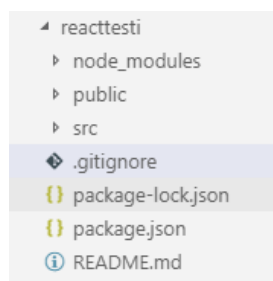 reacttesti
node_modules
public
src
.gitignore
package-lock.json
package.json
README.md